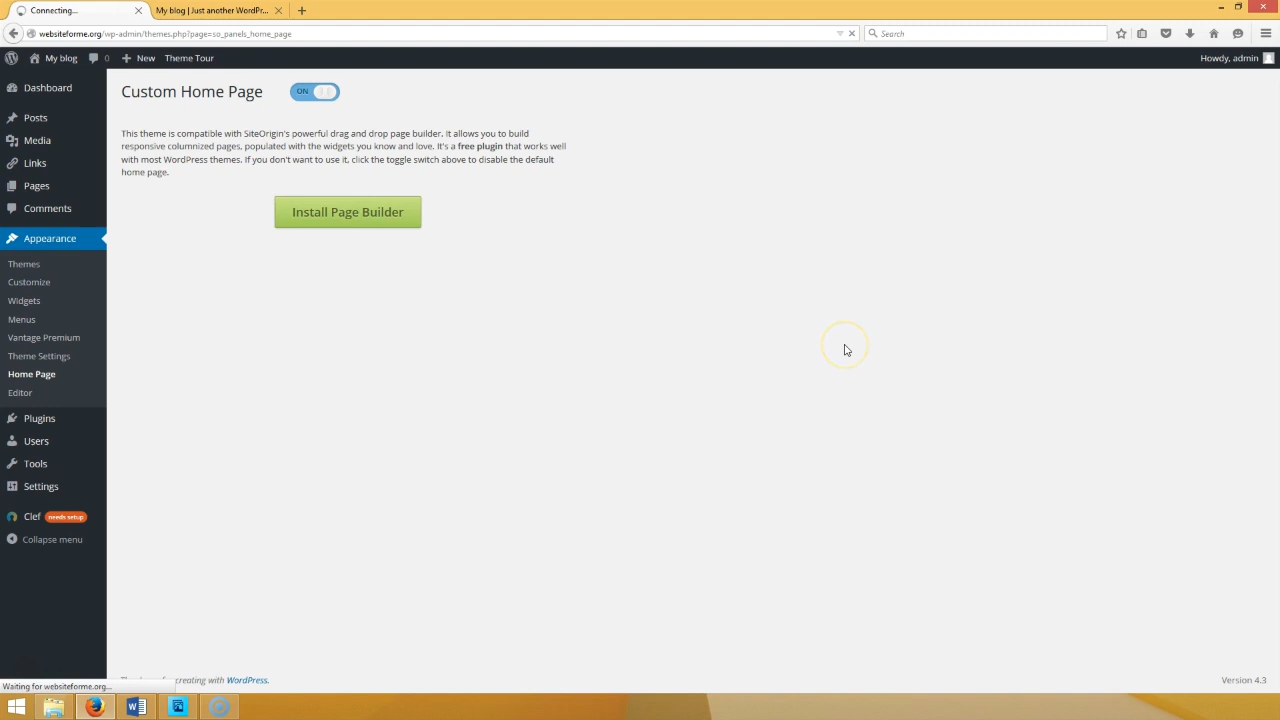 Connecting...
My blog | Just another WordPr...
websiteforme.org/wp-admin/themes.php?page=so_panels_home_page
Search
My blog
0
New
Theme Tour
Howdy, admin
Dashboard
Posts
Media
Links
Pages
Comments
Appearance
Themes
Customize
Widgets
Menus
Vantage Premium
Theme Settings
Home Page
Editor
Plugins
Users
Tools
Settings
Clef needs setup
Collapse menu
Custom Home Page
ON
This theme is compatible with SiteOrigin's powerful drag and drop page builder. It allows you to build
responsive columnized pages, populated with the widgets you know and love. It's a free plugin that works well
with most WordPress themes. If you don't want to use it, click the toggle switch above to disable the default
home page.
Install Page Builder
creating with WordPress.
Version 4.3
Waiting for websiteforme.org...